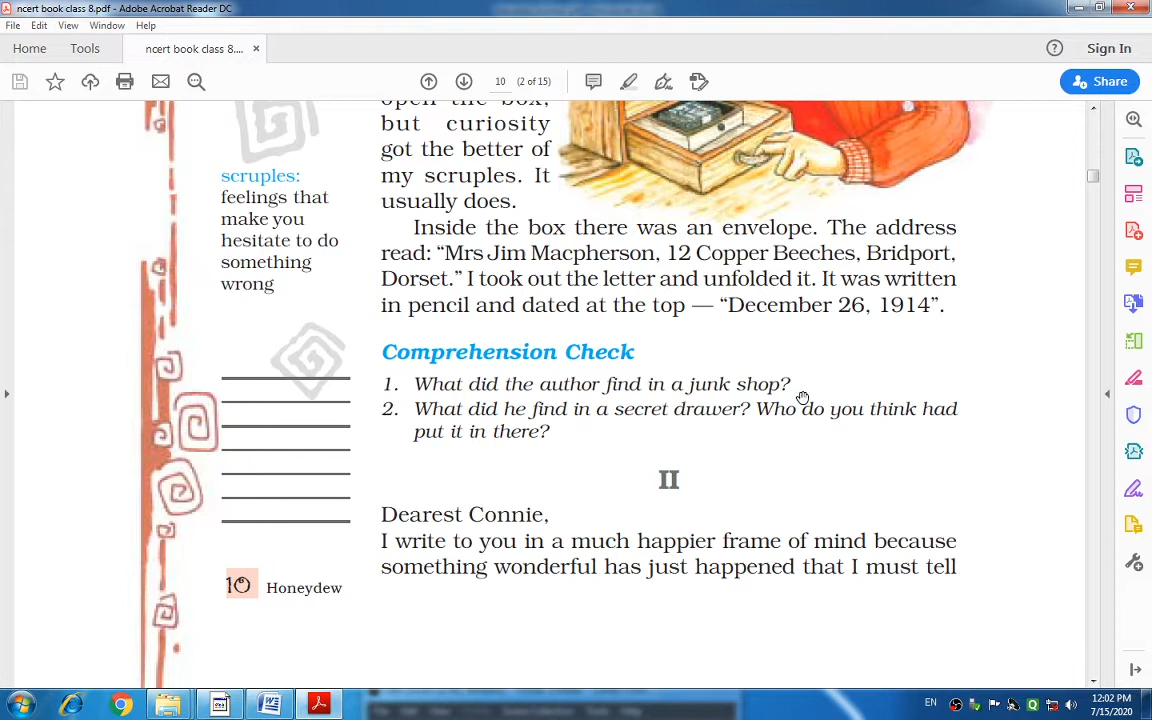 ncert book class 8.pdf - Adobe Acrobat Reader DC
File Edit View Window Help
Home Tools ncert book class 8.... × Sign In
10 (2 of 15) Share
open the box,
but curiosity
got the better of
my scruples. It
usually does.
scruples:
feelings that
make you
hesitate to do
something
wrong
Inside the box there was an envelope. The address
read: “Mrs Jim Macpherson, 12 Copper Beeches, Bridport,
Dorset.” I took out the letter and unfolded it. It was written
in pencil and dated at the top — “December 26, 1914”.
Comprehension Check
1. What did the author find in a junk shop?
2. What did he find in a secret drawer? Who do you think had
put it in there?
II
Dearest Connie,
I write to you in a much happier frame of mind because
something wonderful has just happened that I must tell
10 Honeydew
EN
12:02 PM
7/15/2020